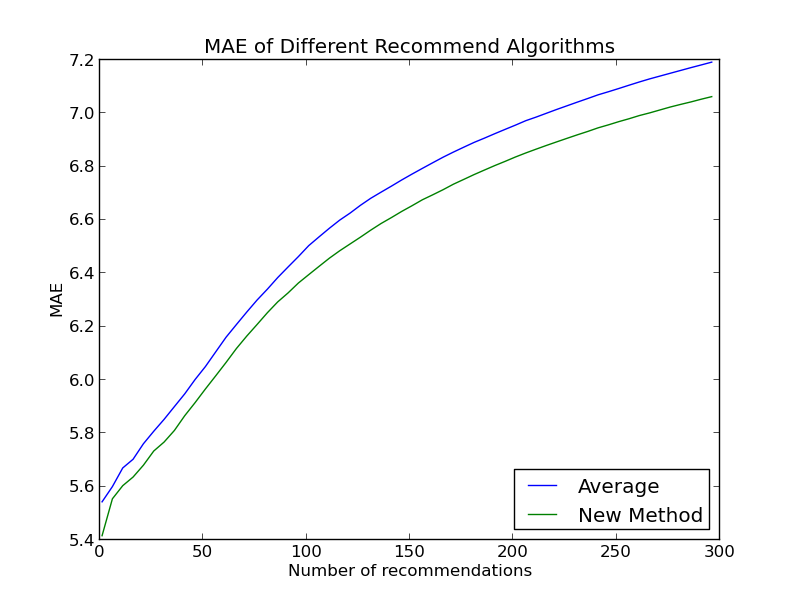 MAE of Different Recommend Algorithms
7.2
7.0
6.8
6.6
6.4
6.2
6.0
5.8
5.6
5.4
MAE
Average
New Method
0 50 100 150 200 250 300
Number of recommendations